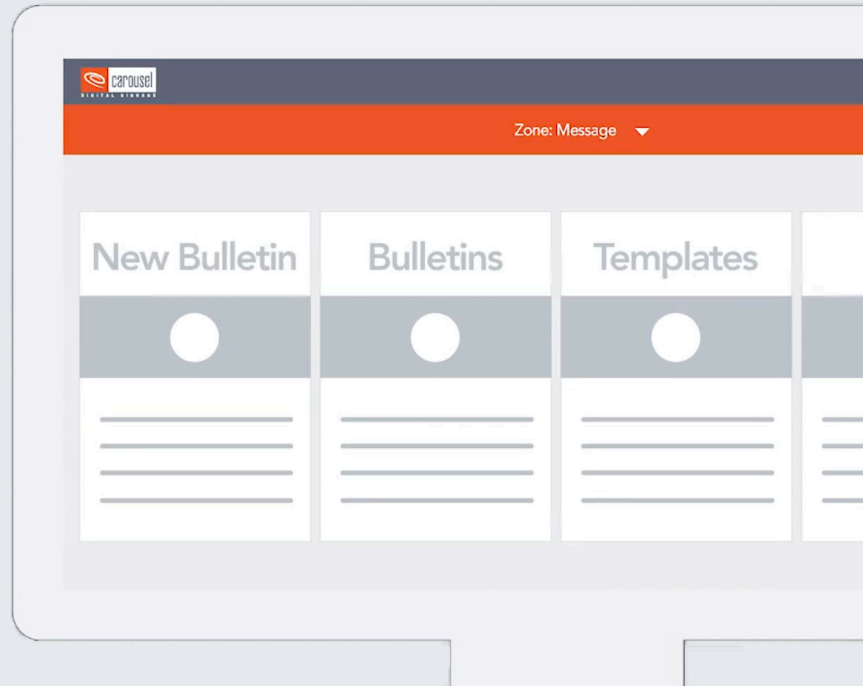 carousel
DIGITAL SIGNAGE
Zone: Message
New Bulletin
Bulletins
Templates